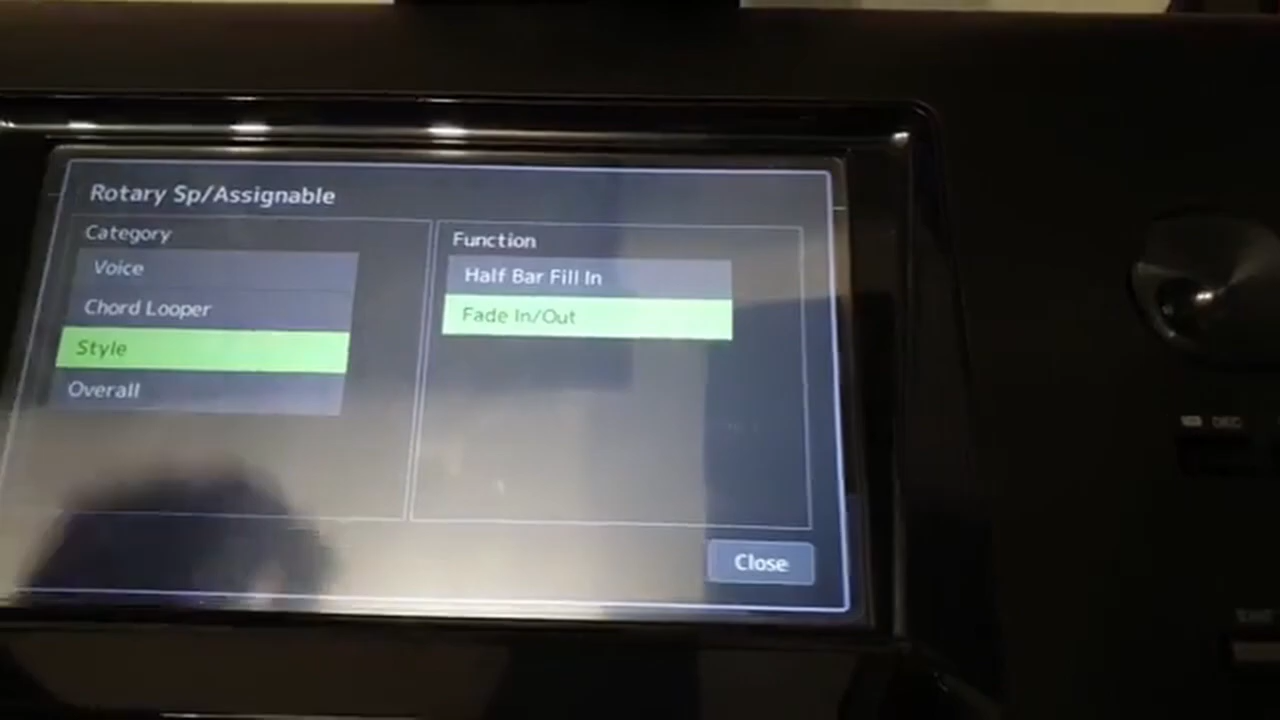 Rotary Sp/Assignable
Category
Voice
Chord Looper
Style
Overall
Function
Half Bar Fill In
Fade In/Out
Close